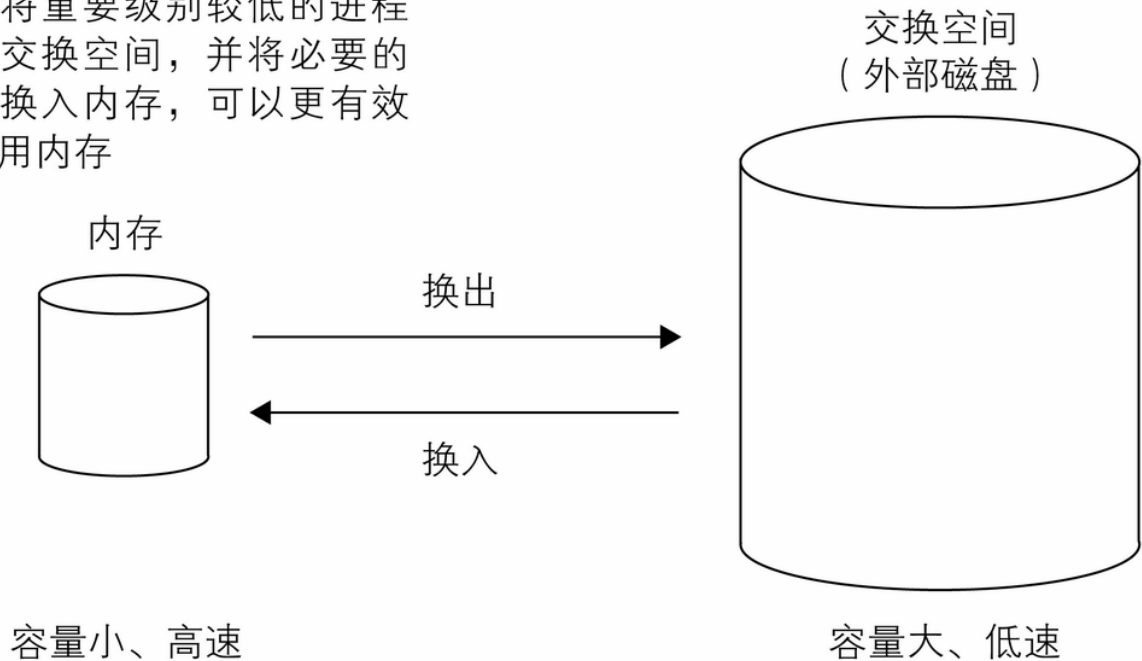 将重要级别较低的进程
交换空间，并将必要的
换入内存，可以更有效
用内存
交换空间
（外部磁盘）
内存
换出
换入
容量小、高速
容量大、低速